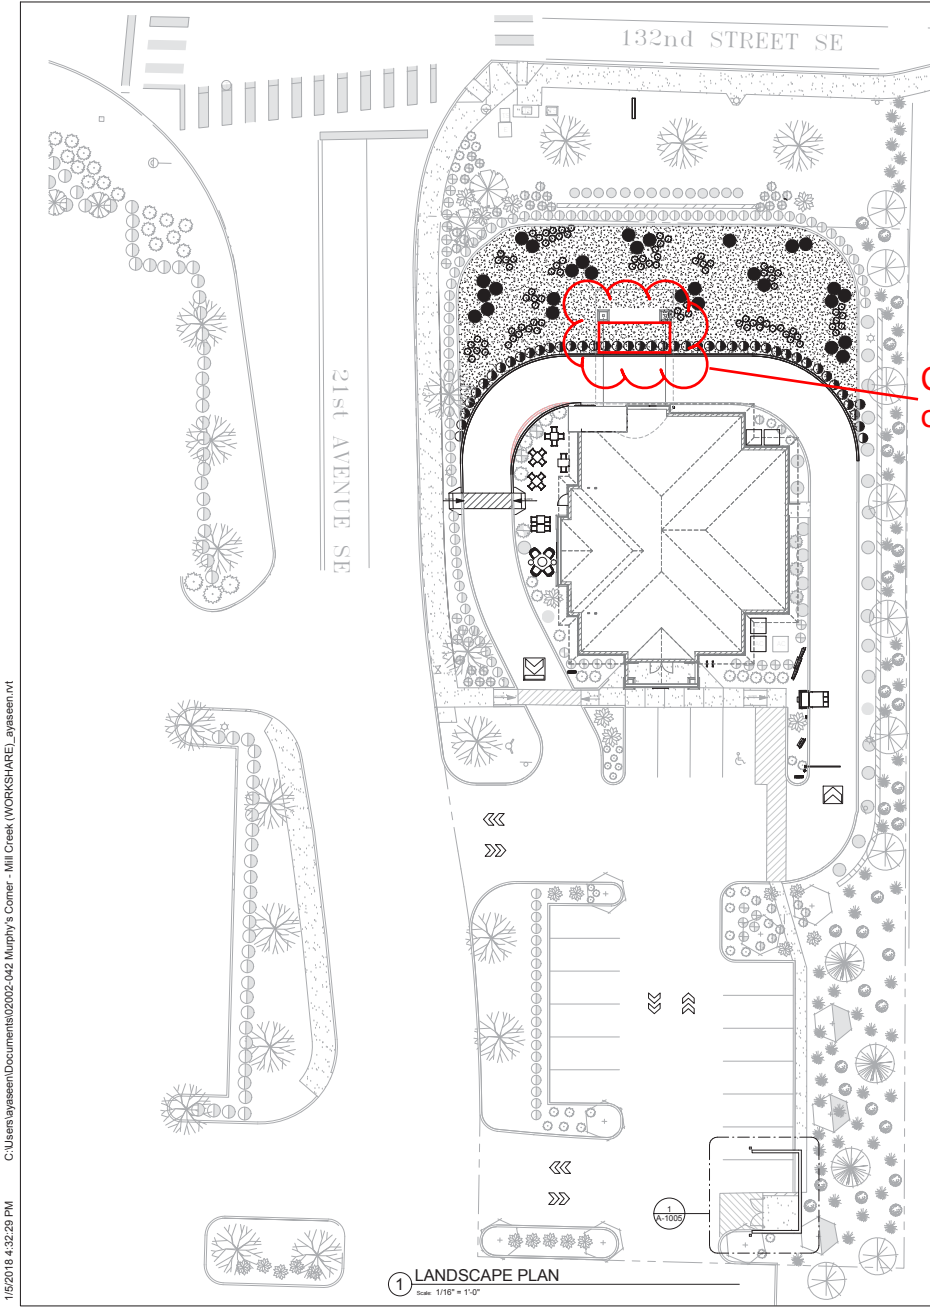 132nd STREET SE
21st AVENUE SE
C
c
1
A-1005
1
LANDSCAPE PLAN
Scale: 1/16" = 1'-0"
1/5/2018 4:32:29 PM
C:\Users\ayaseen\Documents\02002-042 Murphy's Corner - Mill Creek (WORKSHARE)_ayaseen.rvt